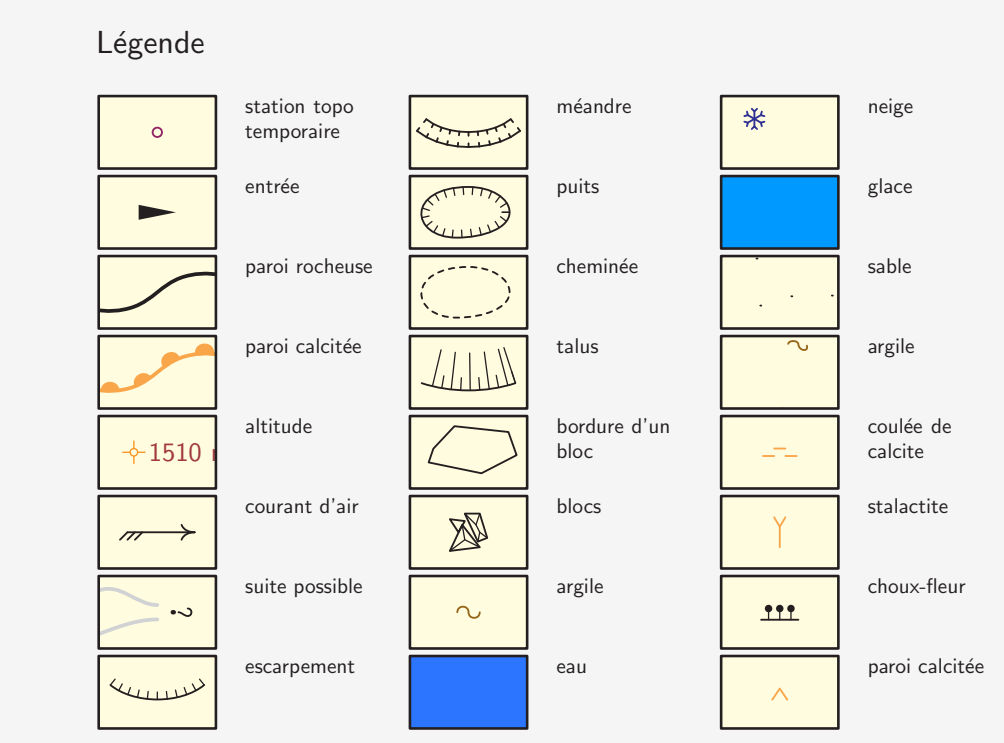 Légende
station topo
temporaire
entrée
paroi rocheuse
paroi calcitée
1510
altitude
courant d'air
?
suite possible
escarpement
méandre
puits
cheminée
talus
bordure d'un
bloc
blocs
argile
eau
neige
glace
sable
argile
coulée de
calcite
stalactite
choux-fleur
paroi calcitée